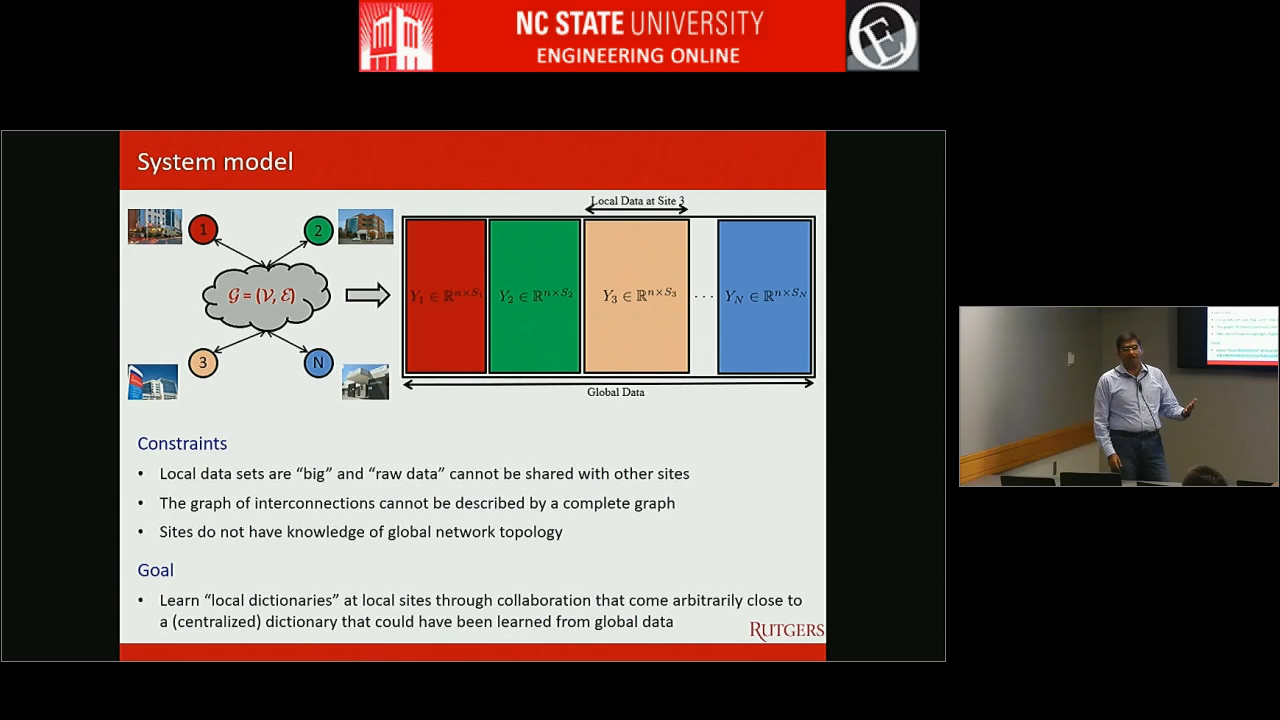 NC STATE UNIVERSITY
ENGINEERING ONLINE
System model
1
2
G = (V, E)
3
N
Local Data at Site 3
Y₁ ∈ ℝⁿˣˢ₁
Y₂ ∈ ℝⁿˣˢ₂
Y₃ ∈ ℝⁿˣˢ₃
...
Y_N ∈ ℝⁿˣˢ_N
Global Data
Constraints
• Local data sets are “big” and “raw data” cannot be shared with other sites
• The graph of interconnections cannot be described by a complete graph
• Sites do not have knowledge of global network topology
Goal
• Learn “local dictionaries” at local sites through collaboration that come arbitrarily close to
a (centralized) dictionary that could have been learned from global data
RUTGERS